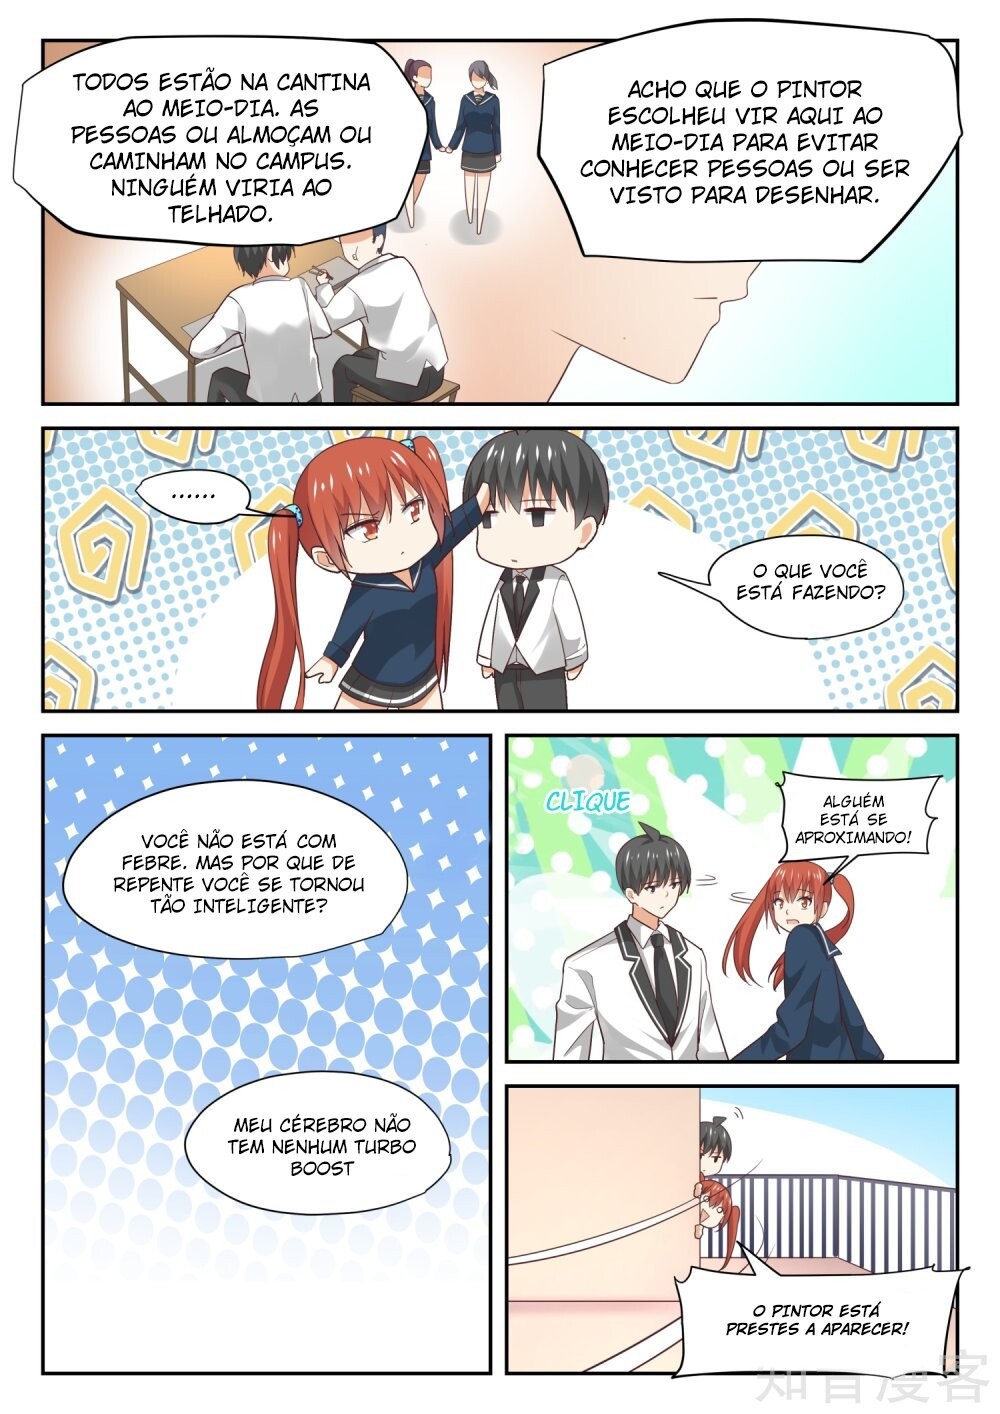 TODOS ESTÃO NA CANTINA
AO MEIO-DIA. AS
PESSOAS OU ALMOÇAM OU
CAMINHAM NO CAMPUS.
NINGUÉM VIRIA AO
TELHADO.
ACHO QUE O PINTOR
ESCOLHEU VIR AQUI AO
MEIO-DIA PARA EVITAR
CONHECER PESSOAS OU SER
VISTO PARA DESENHAR.
......
O QUE VOCÊ
ESTÁ FAZENDO?
VOCÊ NÃO ESTÁ COM
FEBRE. MAS POR QUE DE
REPENTE VOCÊ SE TORNOU
TÃO INTELIGENTE?
MEU CÉREBRO NÃO
TEM NENHUM TURBO
BOOST
CLIQUE
ALGUÉM
ESTÁ SE
APROXIMANDO!
O PINTOR ESTÁ
PRESTES A APARECER!
知音漫客